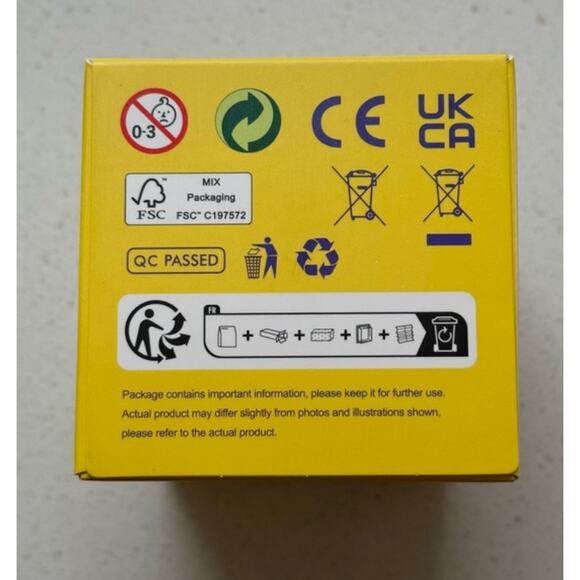 0-3
CE
UK
CA
MIX
Packaging
FSC™ C197572
FSC
QC PASSED
FR
Package contains important information, please keep it for further use.
Actual product may differ slightly from photos and illustrations shown,
please refer to the actual product.